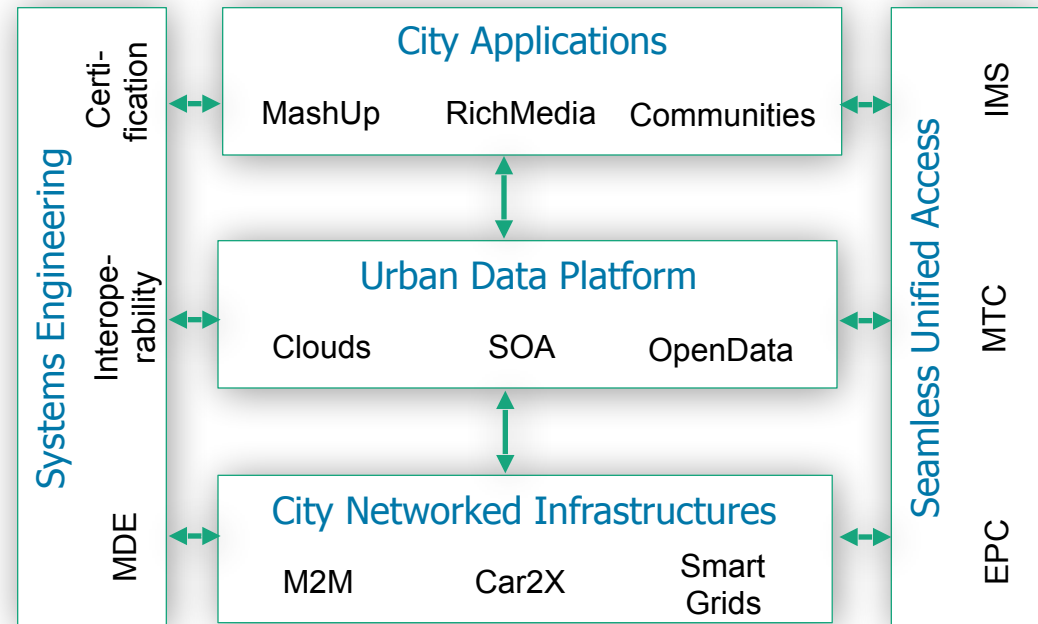 Systems Engineering
Certi-
fication
Interope-
rability
MDE
City Applications
MashUp RichMedia Communities
Urban Data Platform
Clouds SOA OpenData
City Networked Infrastructures
M2M Car2X Smart
Grids
Seamless Unified Access
IMS
MTC
EPC